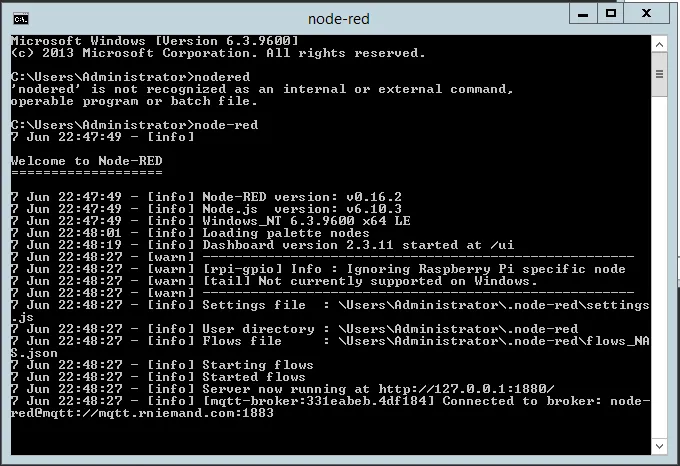 node-red
Microsoft Windows [Version 6.3.9600]
(c) 2013 Microsoft Corporation. All rights reserved.
C:\Users\Administrator>nodered
'nodered' is not recognized as an internal or external command,
operable program or batch file.
C:\Users\Administrator>node-red
7 Jun 22:47:49 - [info]
Welcome to Node-RED
===================
7 Jun 22:47:49 - [info] Node-RED version: v0.16.2
7 Jun 22:47:49 - [info] Node.js  version: v6.10.3
7 Jun 22:47:49 - [info] Windows_NT 6.3.9600 x64 LE
7 Jun 22:48:01 - [info] Loading palette nodes
7 Jun 22:48:19 - [info] Dashboard version 2.3.11 started at /ui
7 Jun 22:48:27 - [warn] ------------------------------------------------------
7 Jun 22:48:27 - [warn] [rpi-gpio] Info : Ignoring Raspberry Pi specific node
7 Jun 22:48:27 - [warn] [tail] Not currently supported on Windows.
7 Jun 22:48:27 - [warn] ------------------------------------------------------
7 Jun 22:48:27 - [info] Settings file  : \Users\Administrator\.node-red\settings
.js
7 Jun 22:48:27 - [info] User directory : \Users\Administrator\.node-red
7 Jun 22:48:27 - [info] Flows file     : \Users\Administrator\.node-red\flows_NA
S.json
7 Jun 22:48:27 - [info] Starting flows
7 Jun 22:48:27 - [info] Started flows
7 Jun 22:48:27 - [info] Server now running at http://127.0.0.1:1880/
7 Jun 22:48:27 - [info] [mqtt-broker:331eabeb.4df184] Connected to broker: node-
red@mqtt://mqtt.rniemand.com:1883